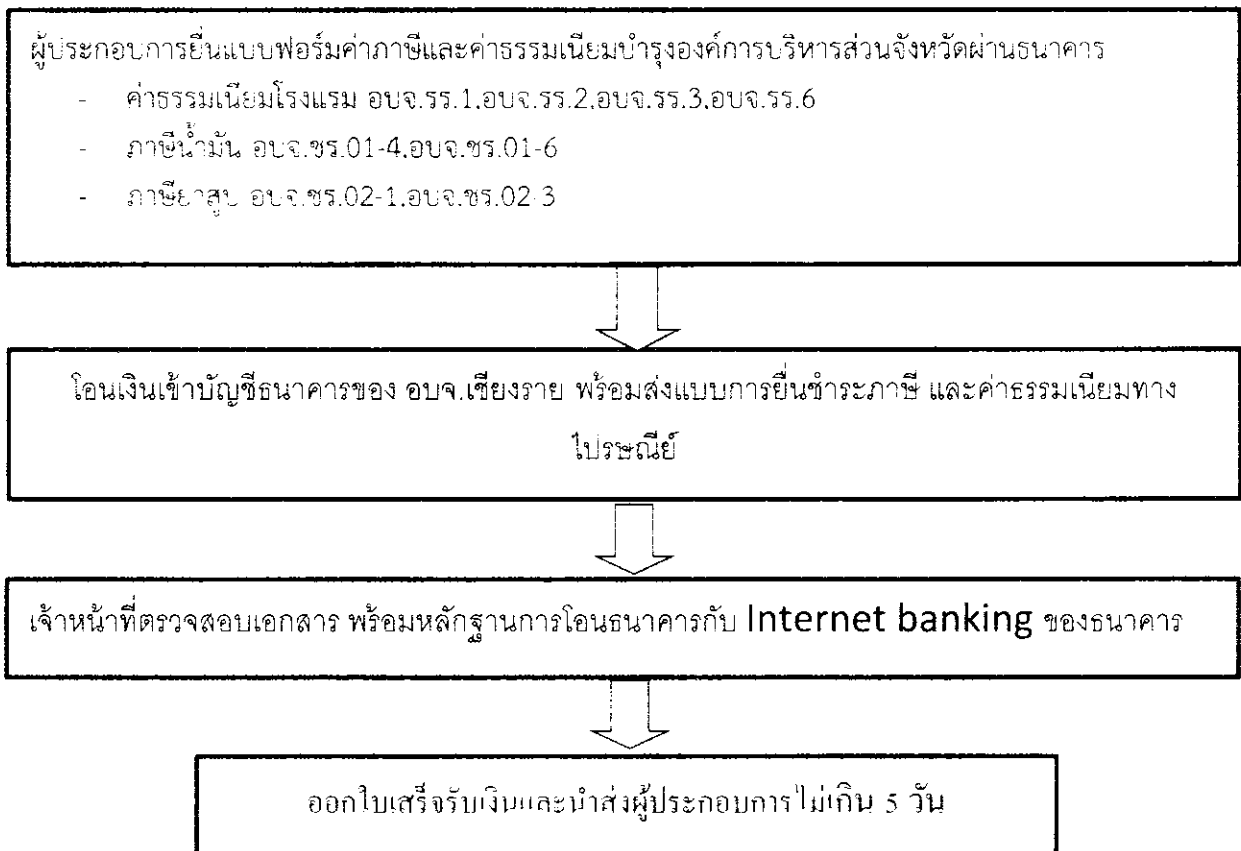 ผู้ประกอบการยื่นแบบฟอร์มค่าภาษีและค่าธรรมเนียมบำรุงองค์การบริหารส่วนจังหวัดผ่านธนาคาร
- ค่าธรรมเนียมโรงแรม อบจ.รร.1,อบจ.รร.2,อบจ.รร.3,อบจ.รร.6
- ภาษีน้ำมัน อบจ.ชร.01-4,อบจ.ชร.01-6
- ภาษียาสูบ อบจ.ชร.02-1,อบจ.ชร.02-3
โอนเงินเข้าบัญชีธนาคารของ อบจ.เชียงราย พร้อมส่งแบบการยื่นชำระภาษี และค่าธรรมเนียมทาง
ไปรษณีย์
เจ้าหน้าที่ตรวจสอบเอกสาร พร้อมหลักฐานการโอนธนาคารกับ Internet banking ของธนาคาร
ออกใบเสร็จรับเงินและนำส่งผู้ประกอบการไม่เกิน 5 วัน